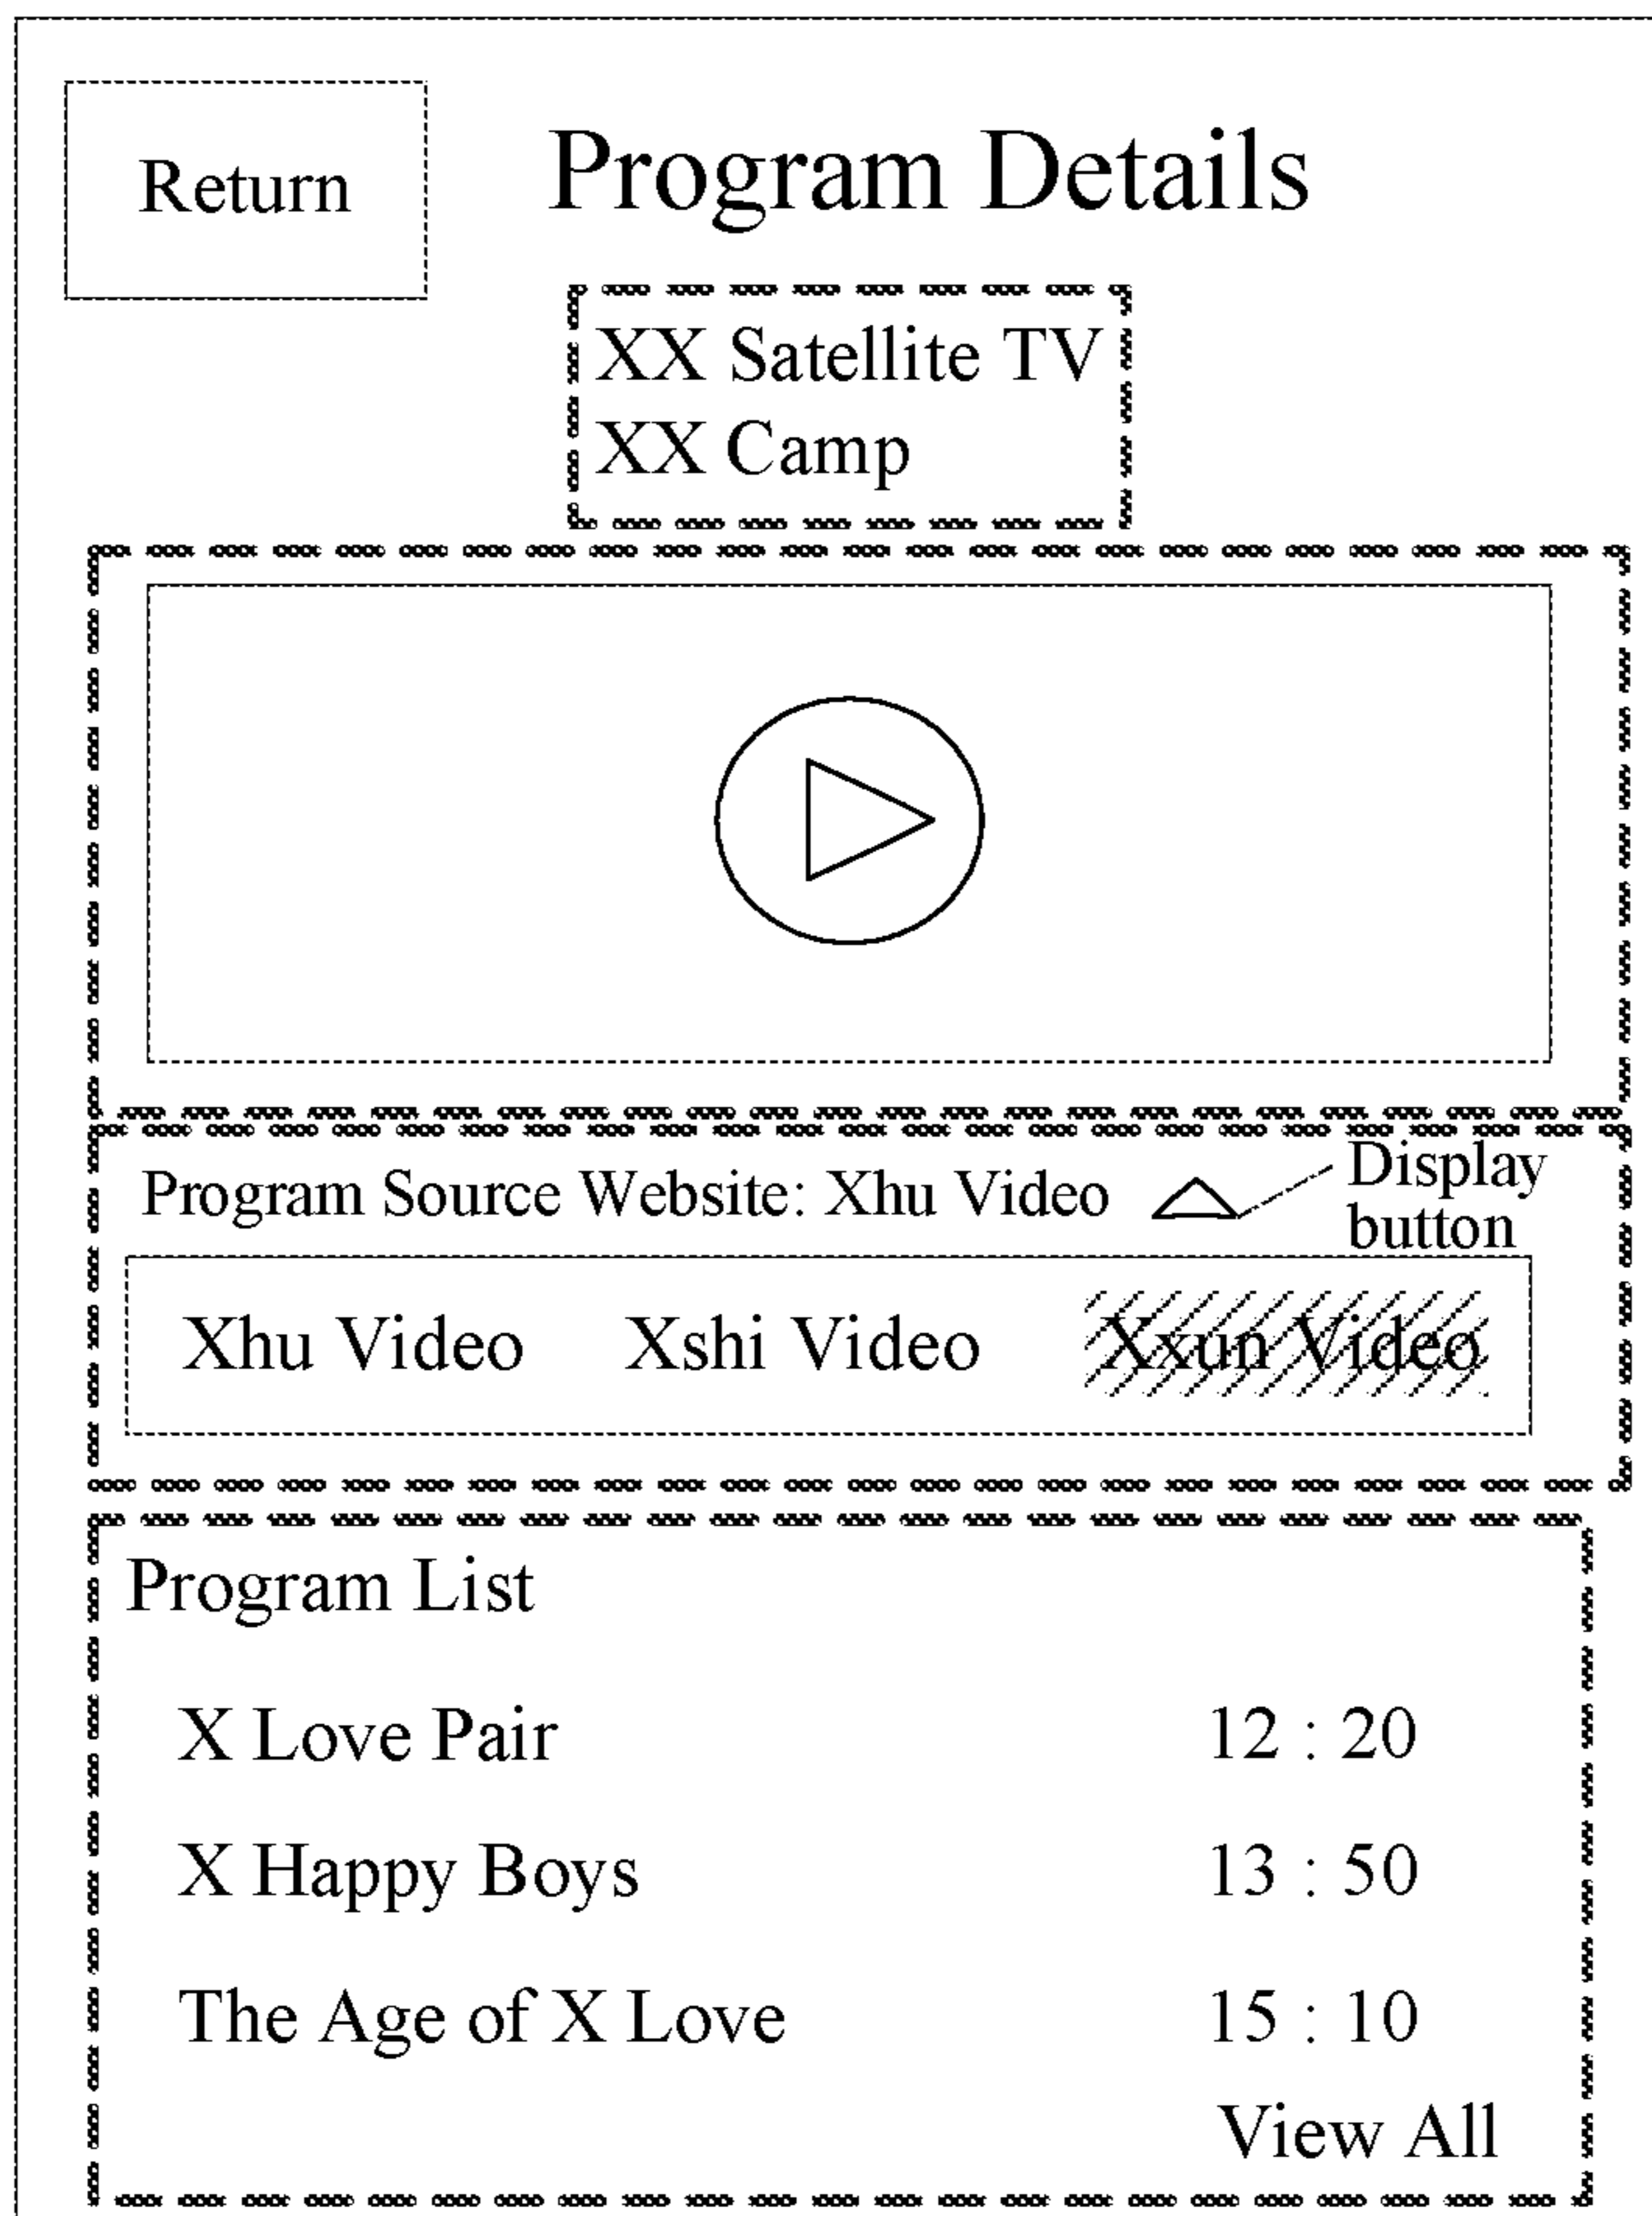 Return
Program Details
XX Satellite TV
XX Camp
Program Source Website: Xhu Video
Display
button
Xhu Video Xshi Video Xxun Video
Program List
X Love Pair 12 : 20
X Happy Boys 13 : 50
The Age of X Love 15 : 10
View All